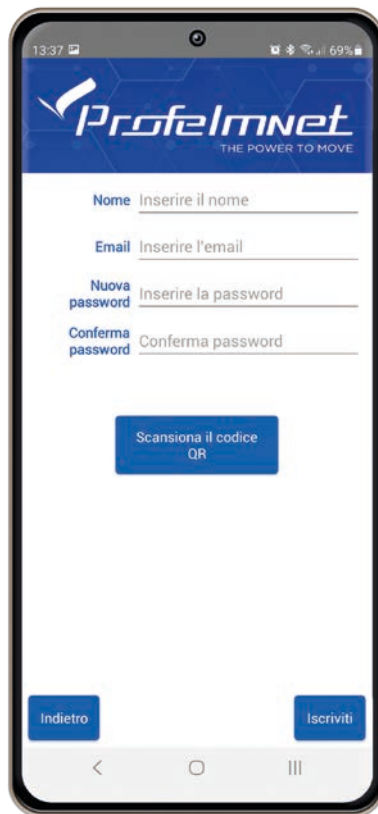 13:37
69%
Profelmnet
THE POWER TO MOVE
Nome Inserire il nome
Email Inserire l'email
Nuova
password Inserire la password
Conferma
password Conferma password
Scansiona il codice
QR
Indietro Iscriviti